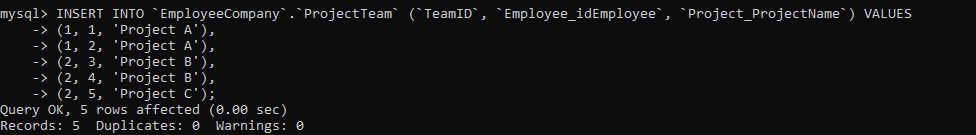 mysql> INSERT INTO `EmployeeCompany`.`ProjectTeam` (`TeamID`, `Employee_idEmployee`, `Project_ProjectName`) VALUES
    -> (1, 1, 'Project A'),
    -> (1, 2, 'Project A'),
    -> (2, 3, 'Project B'),
    -> (2, 4, 'Project B'),
    -> (2, 5, 'Project C');
Query OK, 5 rows affected (0.00 sec)
Records: 5  Duplicates: 0  Warnings: 0